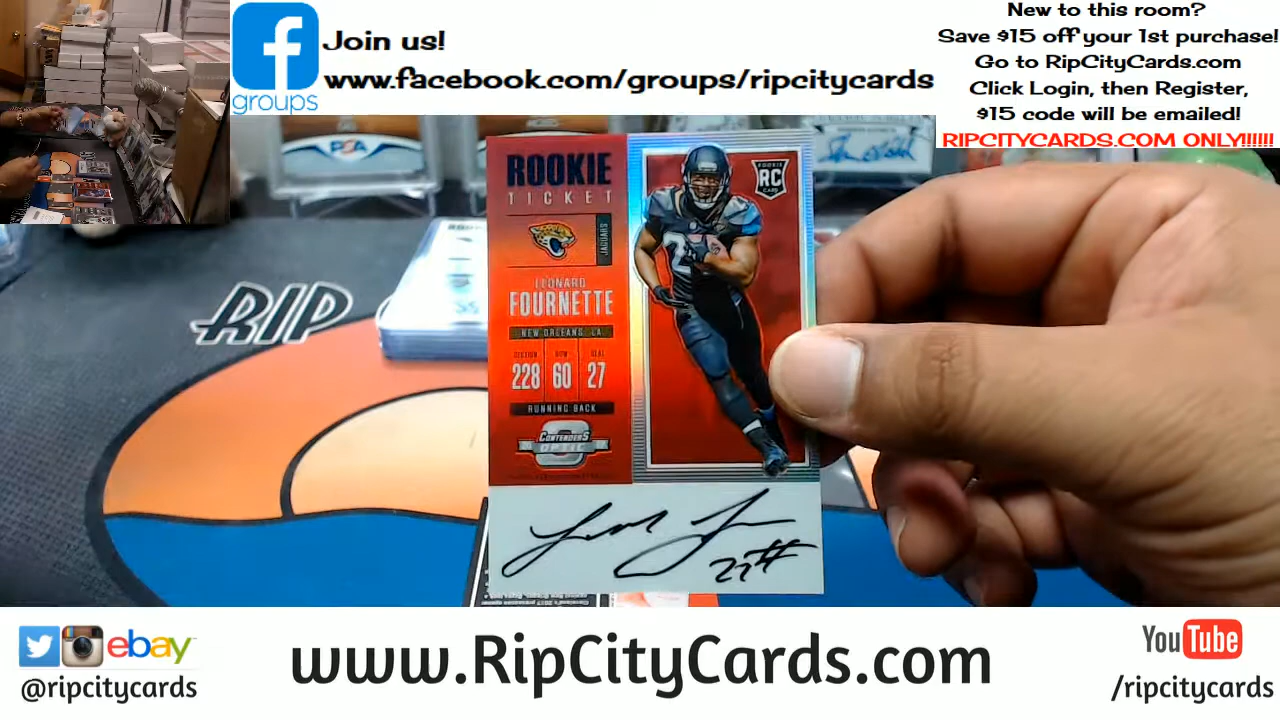 groups
Join us!
www.facebook.com/groups/ripcitycards
New to this room?
Save $15 off your 1st purchase!
Go to RipCityCards.com
Click Login, then Register,
$15 code will be emailed!
RIPCITYCARDS.COM ONLY!!!!!!
PSA
RIP
ROOKIE
TICKET
JAGUARS
ROOKIE
RC
CARD
LEONARD
FOURNETTE
NEW ORLEANS, LA.
SECTION ROW SEAT
228 60 27
RUNNING BACK
CONTENDERS
OPTIC
27#
ebay
@ripcitycards
www.RipCityCards.com
YouTube
/ripcitycards